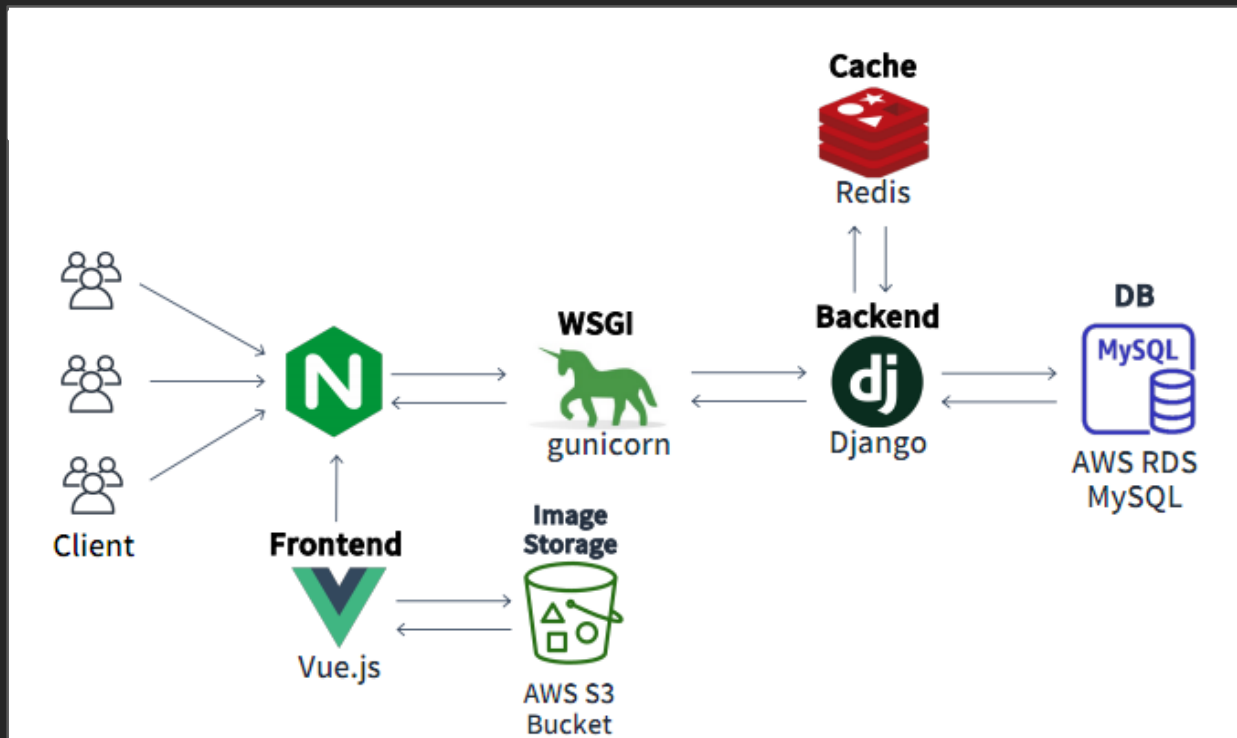 Cache
Redis
WSGI
gunicorn
Backend
dj
Django
DB
MySQL
AWS RDS
MySQL
N
Client
Frontend
Vue.js
Image
Storage
AWS S3
Bucket